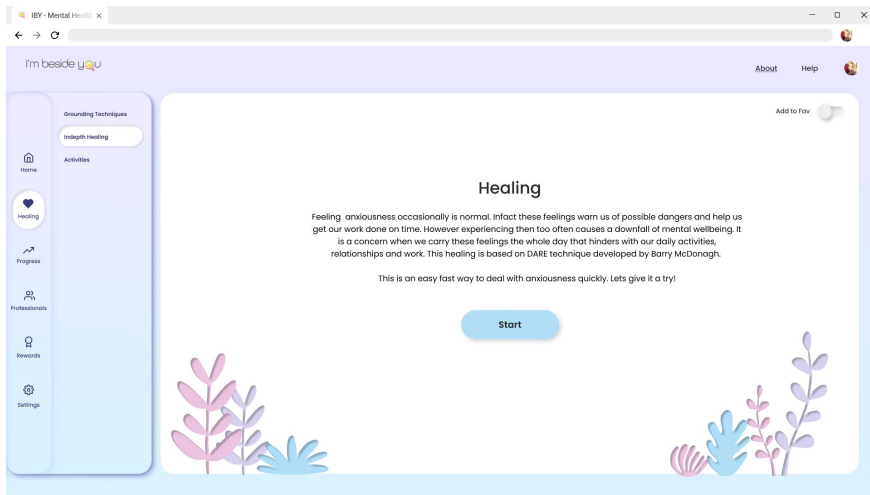 IBY - Mental Health
I'm beside you
About
Help
Grounding Techniques
Indepth Healing
Activities
Home
Healing
Progress
Professionals
Rewards
Settings
Add to Fav
Healing
Feeling anxiousness occasionally is normal. Infact these feelings warn us of possible dangers and help us
get our work done on time. However experiencing then too often causes a downfall of mental wellbeing. It
is a concern when we carry these feelings the whole day that hinders with our daily activities,
relationships and work. This healing is based on DARE technique developed by Barry McDonagh.
This is an easy fast way to deal with anxiousness quickly. Lets give it a try!
Start